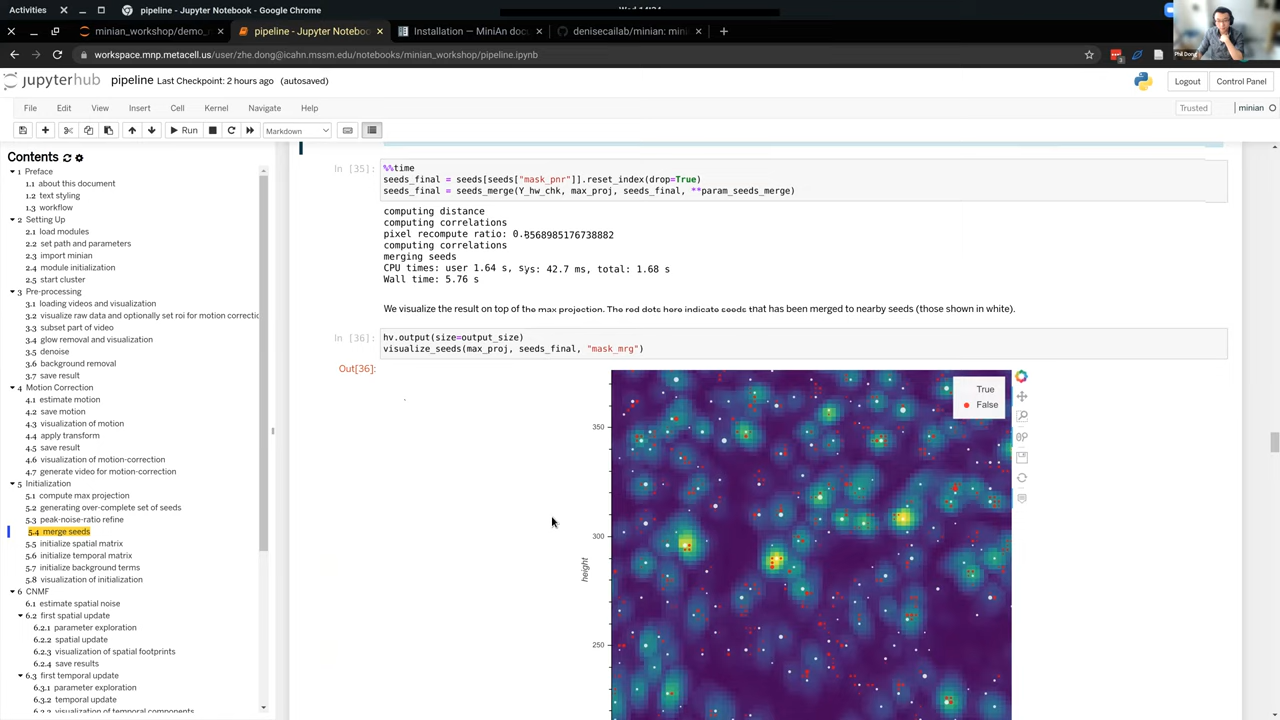 Activities
pipeline - Jupyter Notebook - Google Chrome
minian_workshop/demo_
pipeline - Jupyter Notebook
Installation — MiniAn docu
denisecailab/minian: mini
workspace.mnp.metacell.us/user/zhe.dong@icahn.mssm.edu/notebooks/minian_workshop/pipeline.ipynb
Phil Dong
jupyterhub
pipeline Last Checkpoint: 2 hours ago (autosaved)
Logout
Control Panel
File Edit View Insert Cell Kernel Navigate Help
Trusted
minian
Run
Markdown
Contents
1 Preface
1.1 about this document
1.2 text styling
1.3 workflow
2 Setting Up
2.1 load modules
2.2 set path and parameters
2.3 import minian
2.4 module initialization
2.5 start cluster
3 Pre-processing
3.1 loading videos and visualization
3.2 visualize raw data and optionally set roi for motion correctio
3.3 subset part of video
3.4 glow removal and visualization
3.5 denoise
3.6 background removal
3.7 save result
4 Motion Correction
4.1 estimate motion
4.2 save motion
4.3 visualization of motion
4.4 apply transform
4.5 save result
4.6 visualization of motion-correction
4.7 generate video for motion-correction
5 Initialization
5.1 compute max projection
5.2 generating over-complete set of seeds
5.3 peak-noise-ratio refine
5.4 merge seeds
5.5 initialize spatial matrix
5.6 initialize temporal matrix
5.7 initialize background terms
5.8 visualization of initialization
6 CNMF
6.1 estimate spatial noise
6.2 first spatial update
6.2.1 parameter exploration
6.2.2 spatial update
6.2.3 visualization of spatial footprints
6.2.4 save results
6.3 first temporal update
6.3.1 parameter exploration
6.3.2 temporal update
6.3.3 visualization of temporal components
In [35]:
%%time
seeds_final = seeds[seeds["mask_pnr"]].reset_index(drop=True)
seeds_final = seeds_merge(Y_hw_chk, max_proj, seeds_final, **param_seeds_merge)
computing distance
computing correlations
pixel recompute ratio: 0.8568985176738882
computing correlations
merging seeds
CPU times: user 1.64 s, sys: 42.7 ms, total: 1.68 s
Wall time: 5.76 s
We visualize the result on top of the max projection. The red dots here indicate seeds that has been merged to nearby seeds (those shown in white).
In [36]:
hv.output(size=output_size)
visualize_seeds(max_proj, seeds_final, "mask_mrg")
Out[36]:
True
False
350
300
250
height